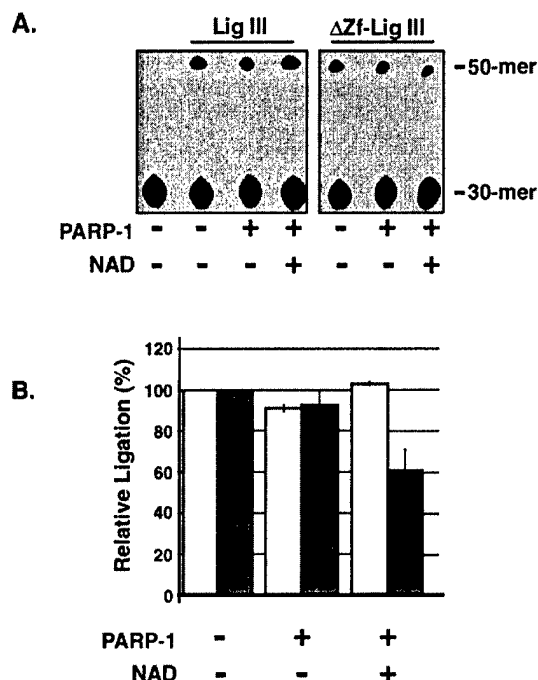 A.
Lig III ΔZf-Lig III
-50-mer
-30-mer
PARP-1 - - + + - + +
NAD - - - + - - +
B.
Relative Ligation (%)
120
100
80
60
40
20
0
PARP-1 - + +
NAD - - +